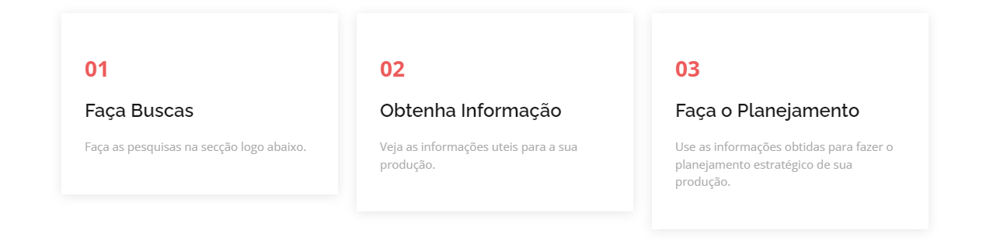 01
Faça Buscas
Faça as pesquisas na secção logo abaixo.
02
Obtenha Informação
Veja as informações uteis para a sua
produção.
03
Faça o Planejamento
Use as informações obtidas para fazer o
planejamento estratégico de sua
produção.